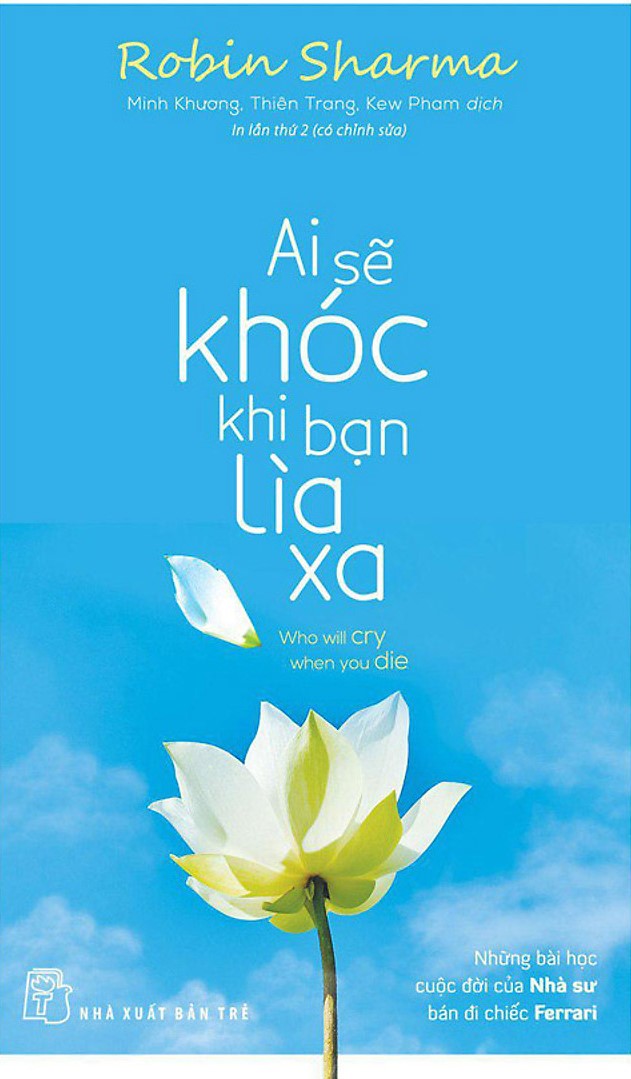 Robin Sharma
Minh Khương, Thiên Trang, Kew Pham dịch
In lần thứ 2 (có chỉnh sửa)
Ai sẽ
khóc
khi bạn
lìa
xa
Who will cry
when you die
Những bài học
cuộc đời của Nhà sư
bán đi chiếc Ferrari
NHÀ XUẤT BẢN TRẺ